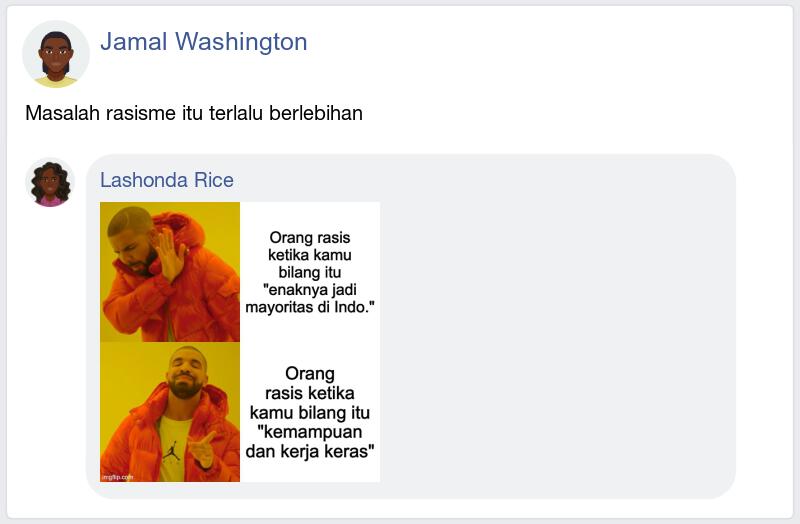 Jamal Washington
Masalah rasisme itu terlalu berlebihan
Lashonda Rice
Orang rasis
ketika kamu
bilang itu
"enaknya jadi
mayoritas di Indo."
Orang
rasis ketika
kamu bilang itu
"kemampuan
dan kerja keras"
imgflip.com